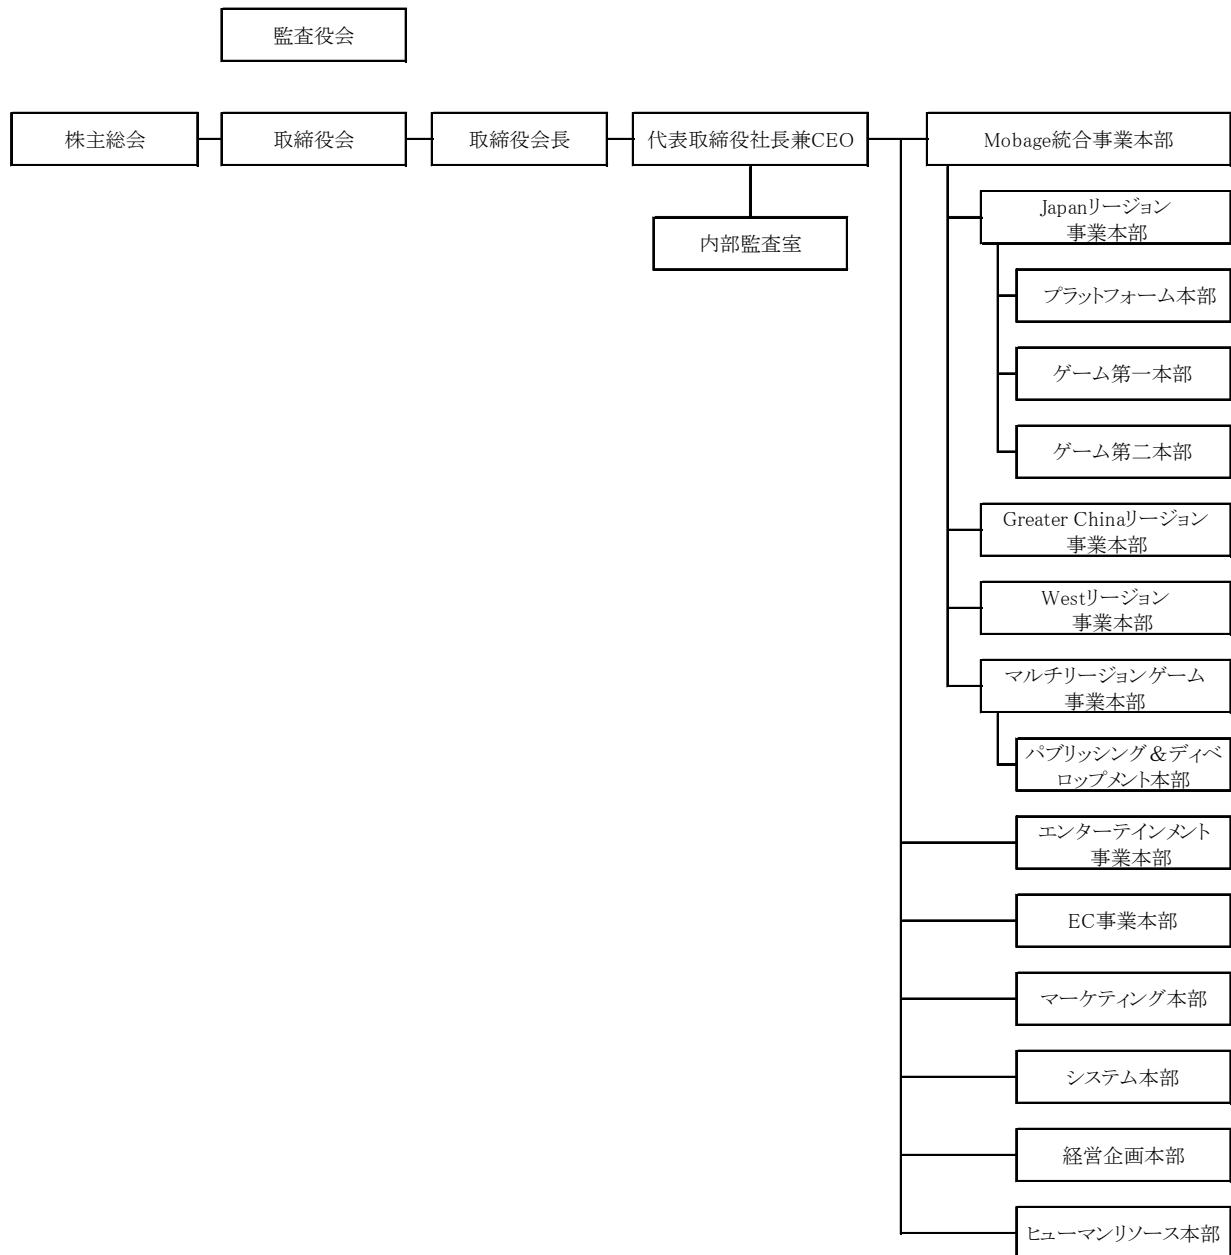 監査役会
株主総会
取締役会
取締役会長
代表取締役社長兼CEO
Mobage統合事業本部
内部監査室
Japanリージョン
事業本部
プラットフォーム本部
ゲーム第一本部
ゲーム第二本部
Greater Chinaリージョン
事業本部
Westリージョン
事業本部
マルチリージョンゲーム
事業本部
パブリッシング&ディベ
ロップメント本部
エンターテインメント
事業本部
EC事業本部
マーケティング本部
システム本部
経営企画本部
ヒューマンリソース本部